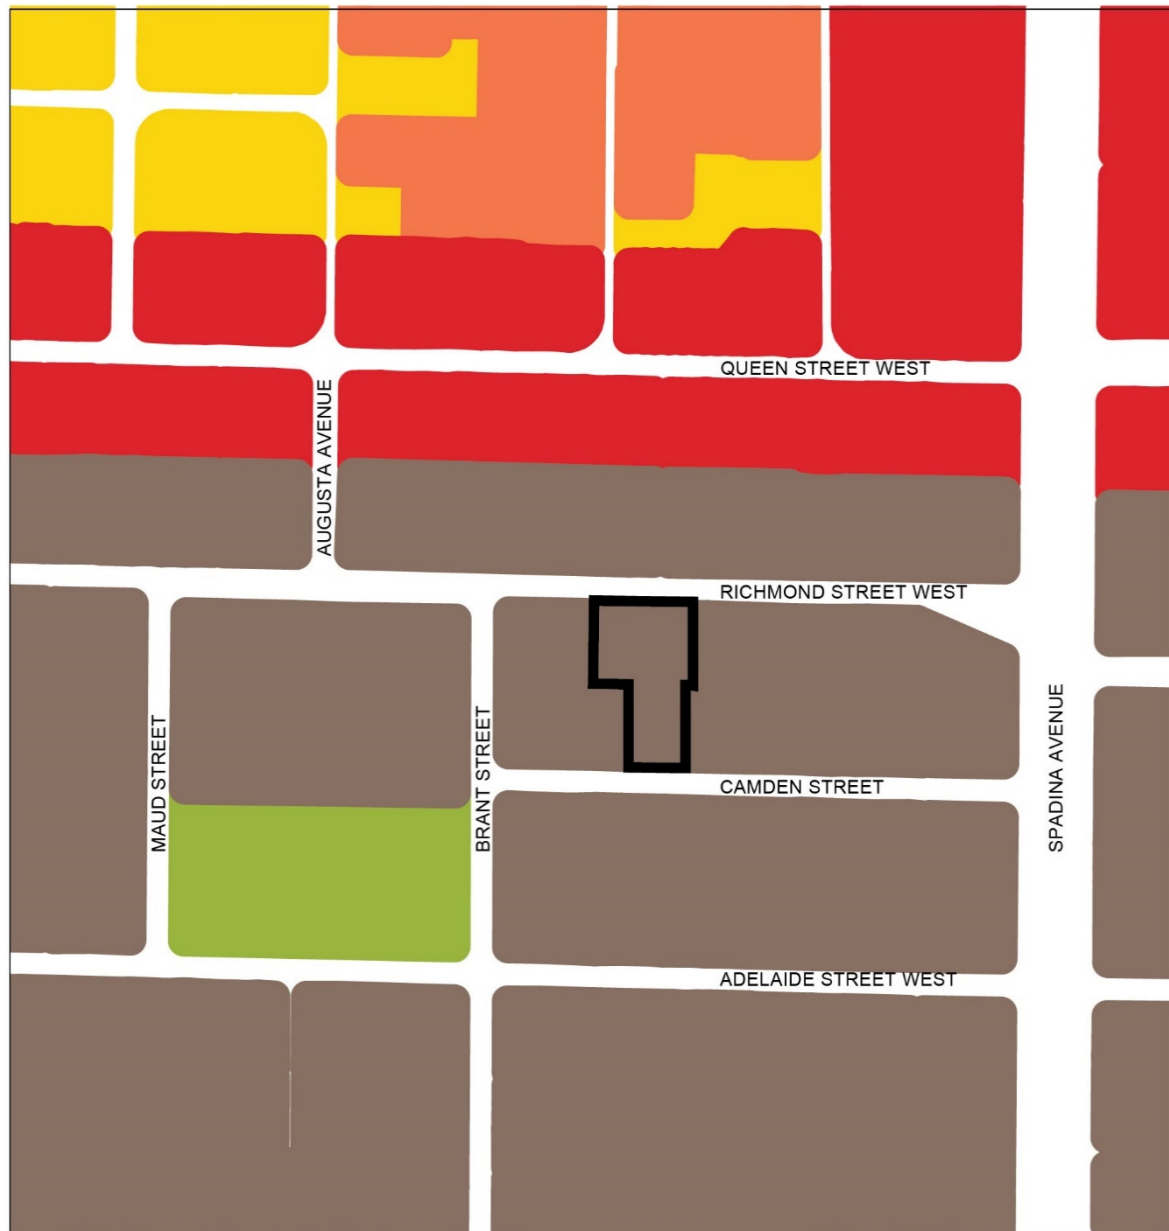 QUEEN STREET WEST
AUGUSTA AVENUE
RICHMOND STREET WEST
MAUD STREET
BRANT STREET
SPADINA AVENUE
CAMDEN STREET
ADELAIDE STREET WEST